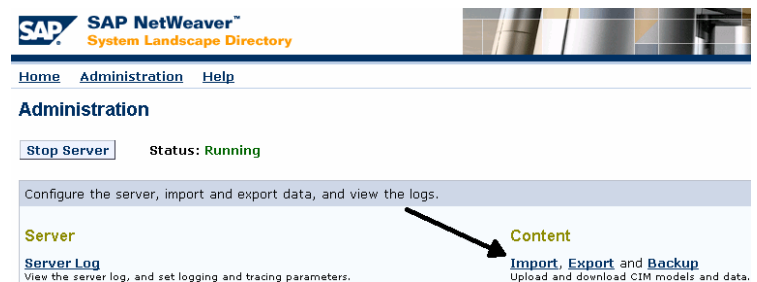 SAP SAP NetWeaver™
System Landscape Directory
Home Administration Help
Administration
Stop Server Status: Running
Configure the server, import and export data, and view the logs.
Server
Server Log
View the server log, and set logging and tracing parameters.
Content
Import, Export and Backup
Upload and download CIM models and data.